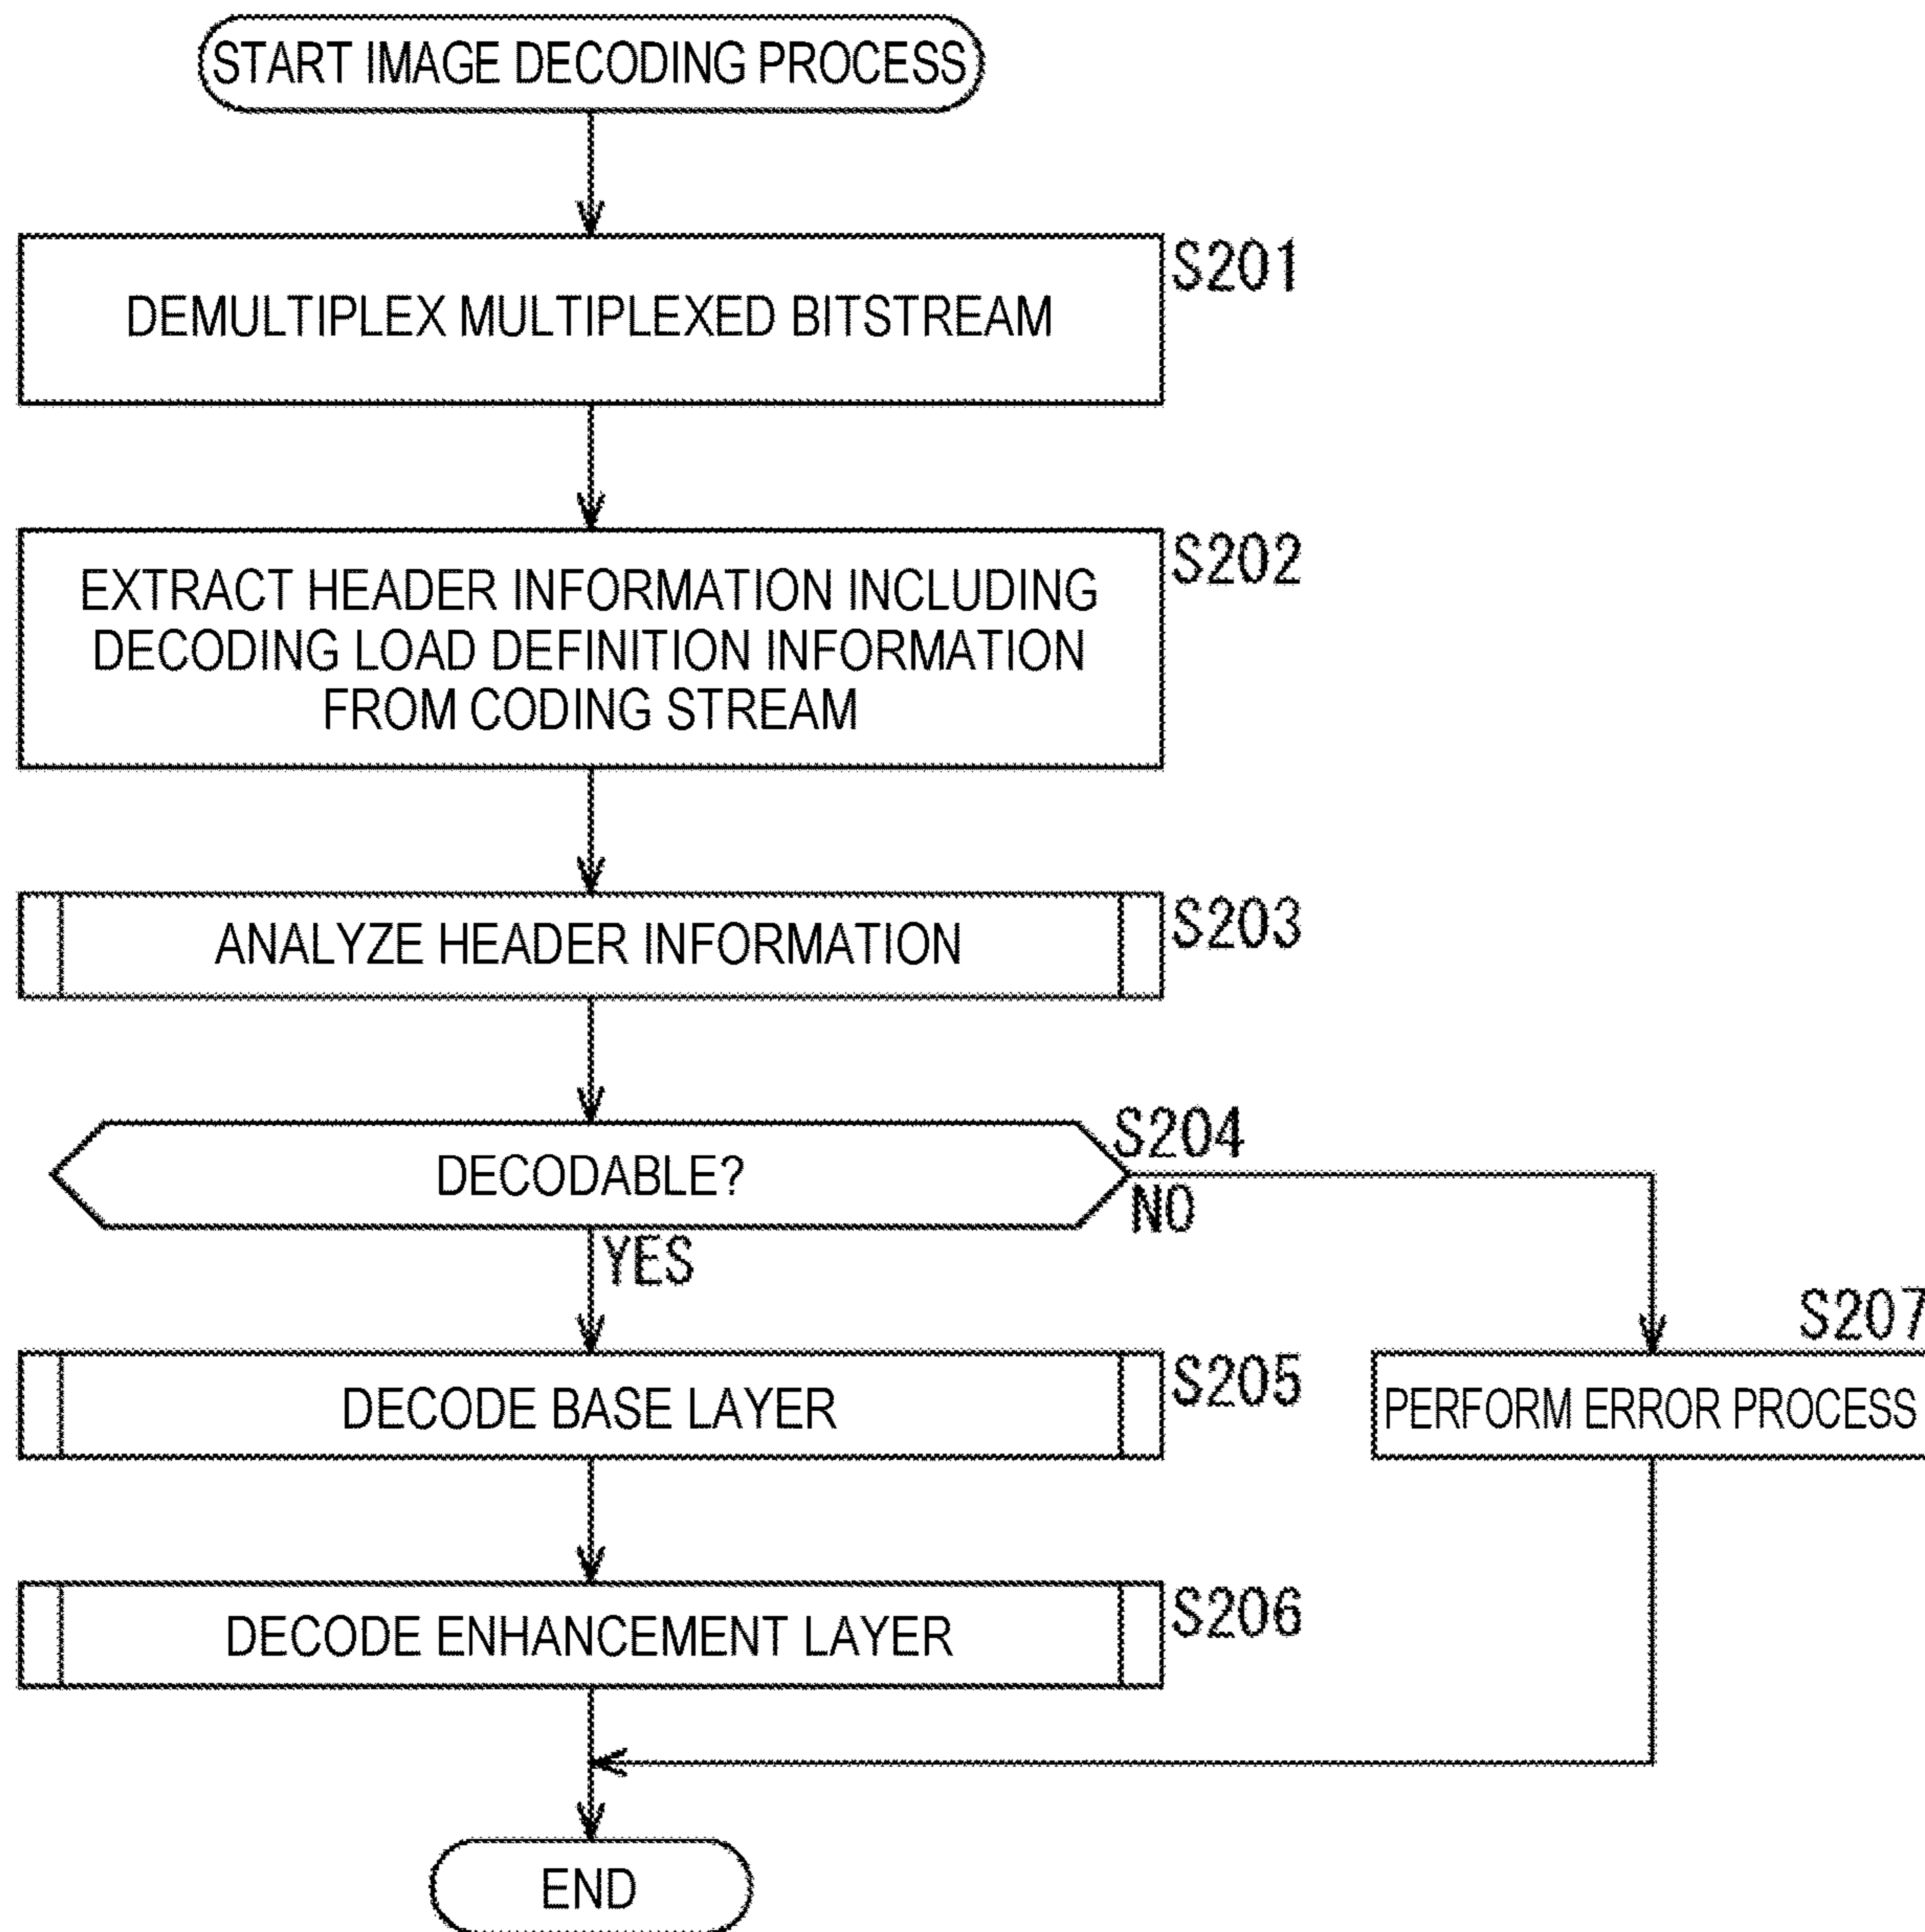 START IMAGE DECODING PROCESS
S201
DEMULTIPLEX MULTIPLEXED BITSTREAM
S202
EXTRACT HEADER INFORMATION INCLUDING
DECODING LOAD DEFINITION INFORMATION
FROM CODING STREAM
S203
ANALYZE HEADER INFORMATION
S204
DECODABLE?
NO
YES
S207
S205
DECODE BASE LAYER
PERFORM ERROR PROCESS
S206
DECODE ENHANCEMENT LAYER
END